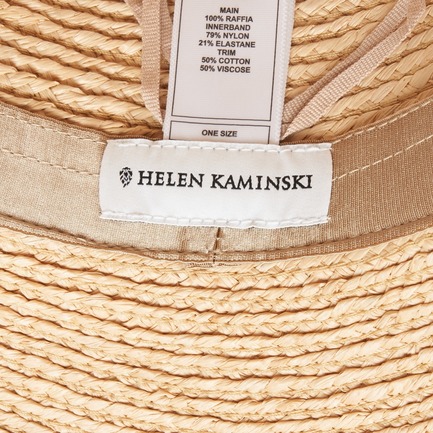 MAIN
100% RAFFIA
INNERBAND
79% NYLON
21% ELASTANE
TRIM
50% COTTON
50% VISCOSE
ONE SIZE
HELEN KAMINSKI